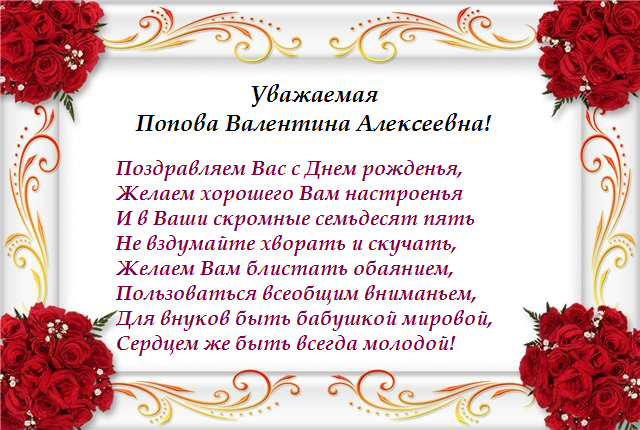 Уважаемая
Попова Валентина Алексеевна!
Поздравляем Вас с Днем рожденья,
Желаем хорошего Вам настроенья
И в Ваши скромные семьдесят пять
Не вздумайте хворать и скучать,
Желаем Вам блистать обаянием,
Пользоваться всеобщим вниманьем,
Для внуков быть бабушкой мировой,
Сердцем же быть всегда молодой!